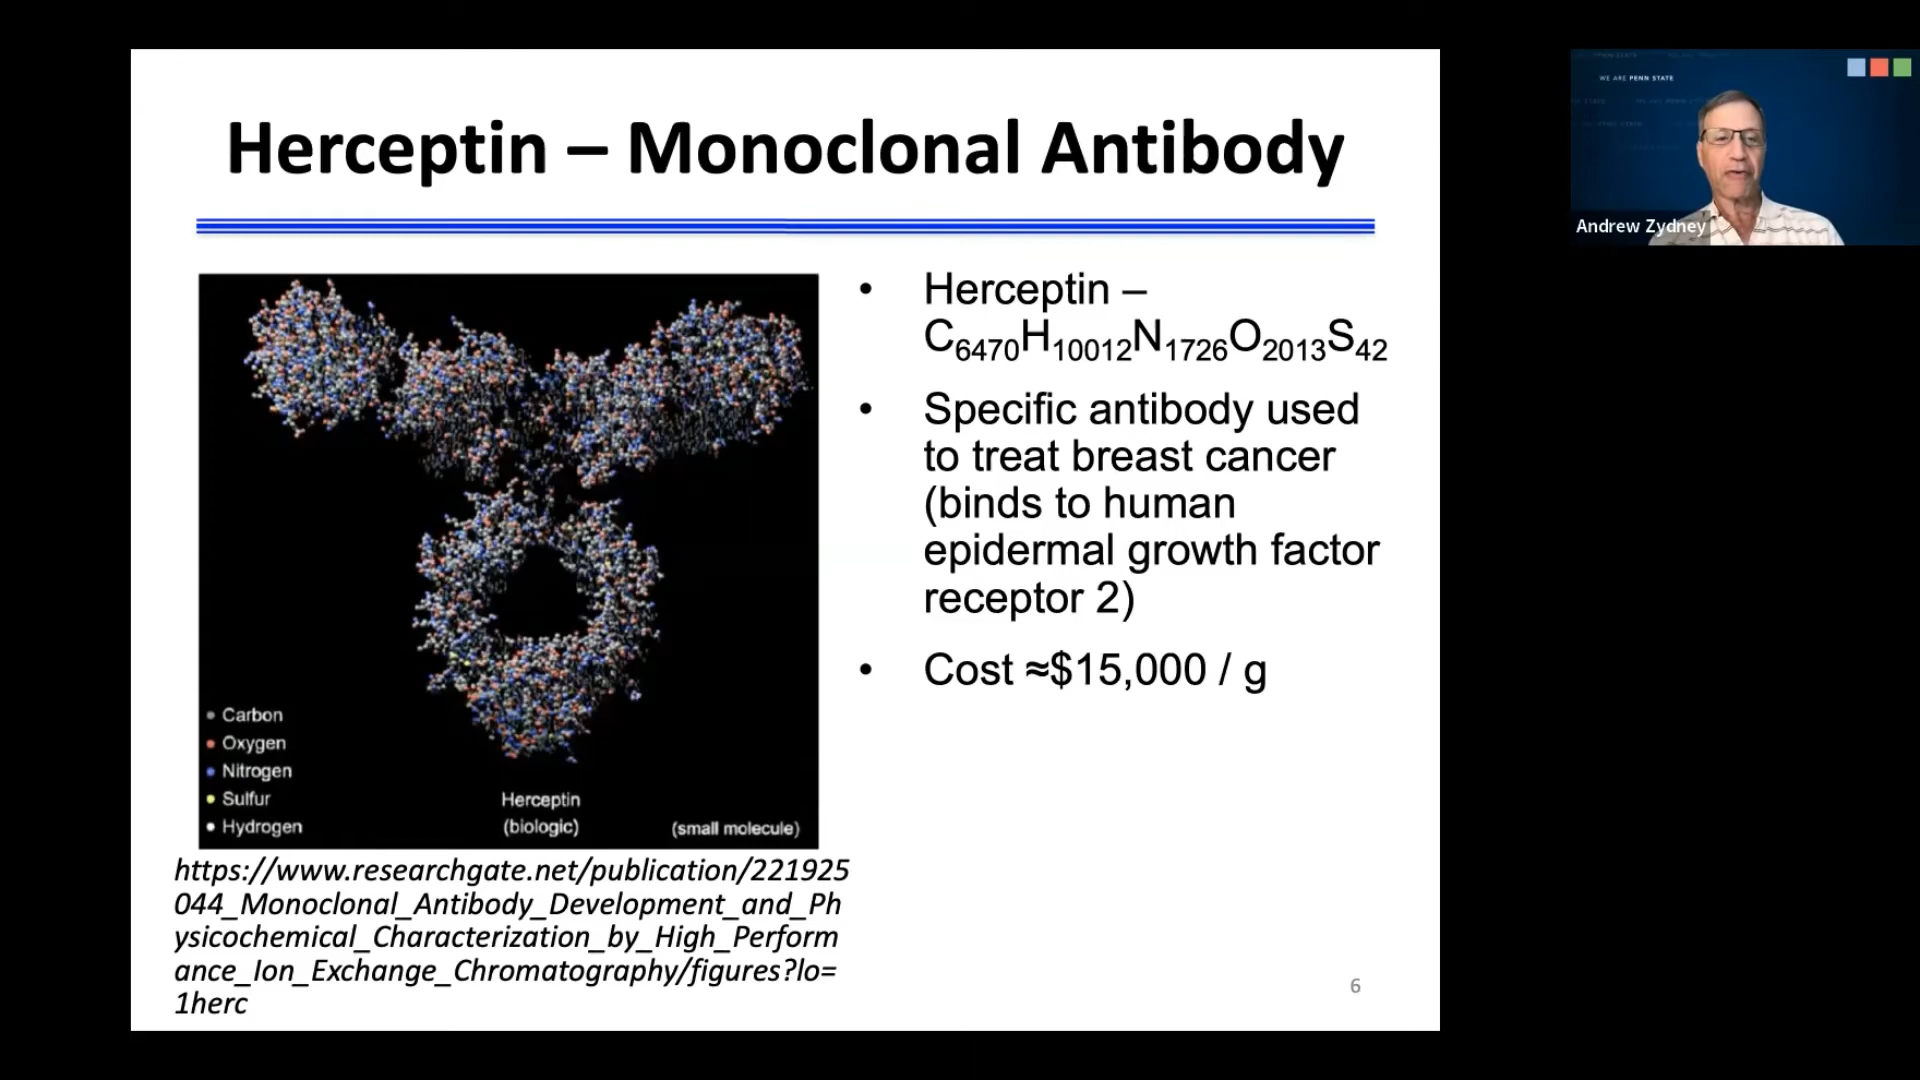 Herceptin – Monoclonal Antibody
Carbon
Oxygen
Nitrogen
Sulfur
Hydrogen
Herceptin
(biologic)
(small molecule)
https://www.researchgate.net/publication/221925
044_Monoclonal_Antibody_Development_and_Ph
ysicochemical_Characterization_by_High_Perform
ance_Ion_Exchange_Chromatography/figures?lo=
1herc
• Herceptin –
C₆₄₇₀H₁₀₀₁₂N₁₇₂₆O₂₀₁₃S₄₂
• Specific antibody used
to treat breast cancer
(binds to human
epidermal growth factor
receptor 2)
• Cost ≈$15,000 / g
6
WE ARE PENN STATE
Andrew Zydney